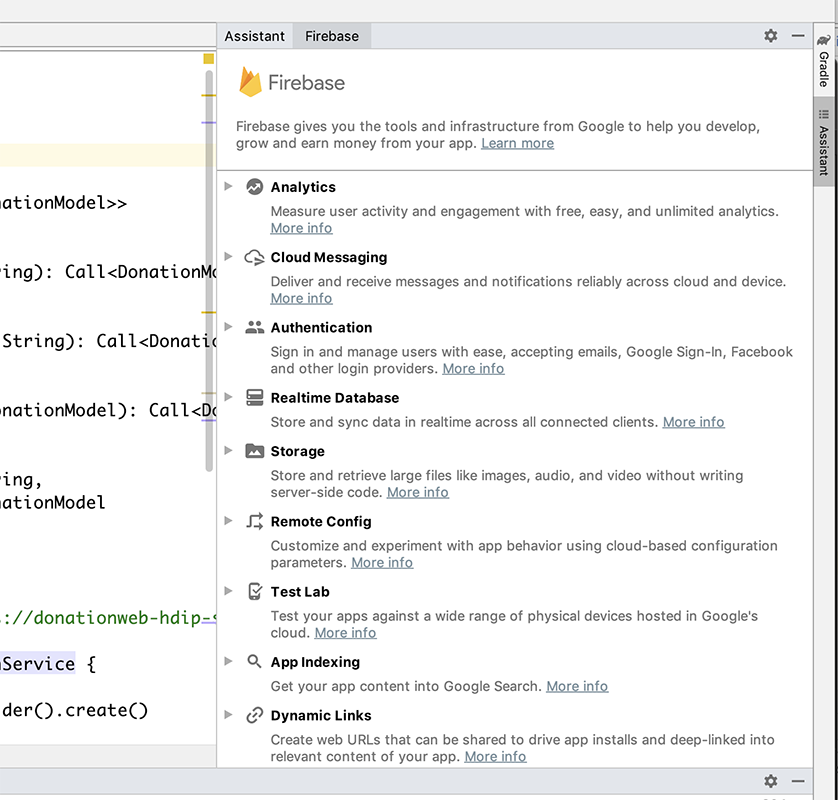 Assistant Firebase
Firebase
Firebase gives you the tools and infrastructure from Google to help you develop,
grow and earn money from your app. Learn more
Analytics
Measure user activity and engagement with free, easy, and unlimited analytics.
More info
Cloud Messaging
Deliver and receive messages and notifications reliably across cloud and device.
More info
Authentication
Sign in and manage users with ease, accepting emails, Google Sign-In, Facebook
and other login providers. More info
Realtime Database
Store and sync data in realtime across all connected clients. More info
Storage
Store and retrieve large files like images, audio, and video without writing
server-side code. More info
Remote Config
Customize and experiment with app behavior using cloud-based configuration
parameters. More info
Test Lab
Test your apps against a wide range of physical devices hosted in Google's
cloud. More info
App Indexing
Get your app content into Google Search. More info
Dynamic Links
Create web URLs that can be shared to drive app installs and deep-linked into
relevant content of your app. More info
Gradle
Assistant
nationModel>>
ring): Call<DonationMo
String): Call<Donatio
onationModel): Call<Do
ring,
nationModel
://donationweb-hdip-s
Service {
der().create()